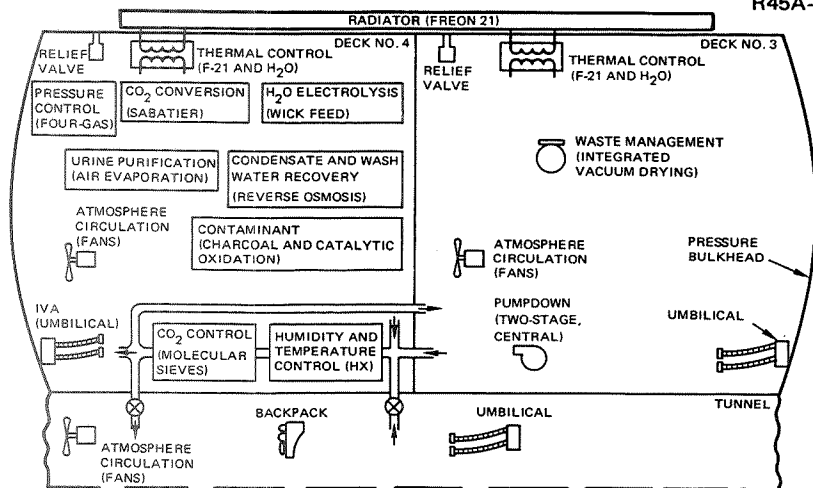 R45A-
RADIATOR (FREON 21)
DECK NO. 4
DECK NO. 3
RELIEF
VALVE
THERMAL CONTROL
(F-21 AND H₂O)
RELIEF
VALVE
THERMAL CONTROL
(F-21 AND H₂O)
PRESSURE
CONTROL
(FOUR-GAS)
CO₂ CONVERSION
(SABATIER)
H₂O ELECTROLYSIS
(WICK FEED)
WASTE MANAGEMENT
(INTEGRATED
VACUUM DRYING)
URINE PURIFICATION
(AIR EVAPORATION)
CONDENSATE AND WASH
WATER RECOVERY
(REVERSE OSMOSIS)
ATMOSPHERE
CIRCULATION
(FANS)
CONTAMINANT
(CHARCOAL AND CATALYTIC
OXIDATION)
ATMOSPHERE
CIRCULATION
(FANS)
PRESSURE
BULKHEAD
IVA
(UMBILICAL)
CO₂ CONTROL
(MOLECULAR
SIEVES)
HUMIDITY AND
TEMPERATURE
CONTROL (HX)
PUMPDOWN
(TWO-STAGE,
CENTRAL)
UMBILICAL
TUNNEL
ATMOSPHERE
CIRCULATION
(FANS)
BACKPACK
UMBILICAL